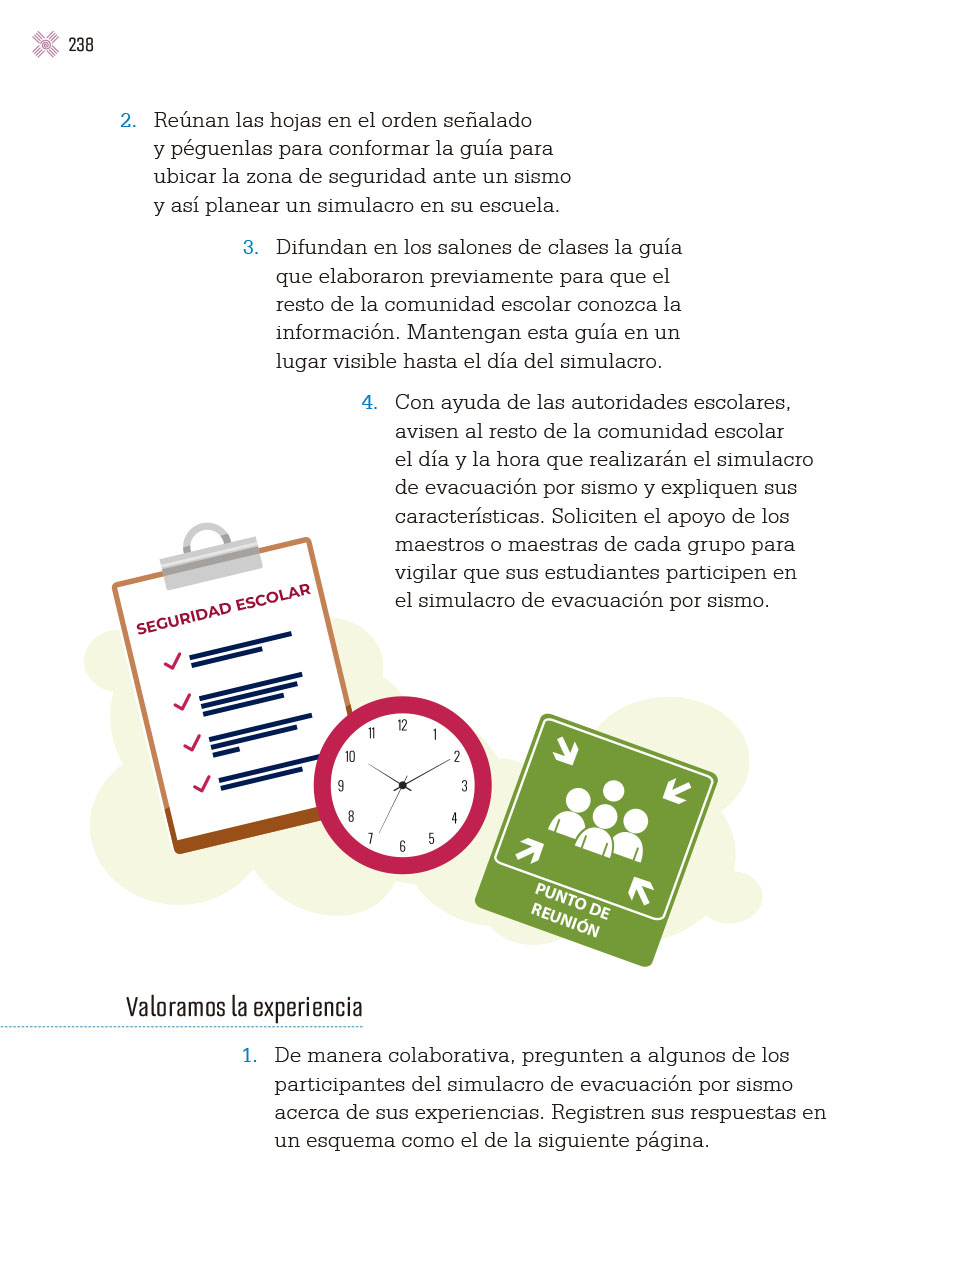 238
2. Reúnan las hojas en el orden señalado
y péguenlas para conformar la guía para
ubicar la zona de seguridad ante un sismo
y así planear un simulacro en su escuela.
3. Difundan en los salones de clases la guía
que elaboraron previamente para que el
resto de la comunidad escolar conozca la
información. Mantengan esta guía en un
lugar visible hasta el día del simulacro.
4. Con ayuda de las autoridades escolares,
avisen al resto de la comunidad escolar
el día y la hora que realizarán el simulacro
de evacuación por sismo y expliquen sus
características. Soliciten el apoyo de los
maestros o maestras de cada grupo para
vigilar que sus estudiantes participen en
el simulacro de evacuación por sismo.
SEGURIDAD ESCOLAR
12
1
2
3
4
5
6
7
8
9
10
11
PUNTO DE
REUNIÓN
Valoramos la experiencia
1. De manera colaborativa, pregunten a algunos de los
participantes del simulacro de evacuación por sismo
acerca de sus experiencias. Registren sus respuestas en
un esquema como el de la siguiente página.